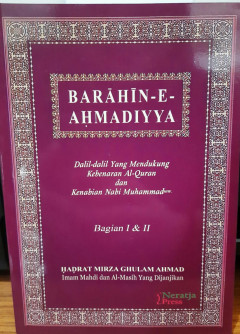 BARĀHĪN-E-
AHMADIYYA
Dalil-dalil Yang Mendukung
Kebenaran Al-Quran
dan
Kenabian Nabi Muhammad
Bagian I & II
ḤAḌRAT MIRZA GHULAM AHMAD
Imam Mahdi dan Al-Masih Yang Dijanjikan
Neratja
Press